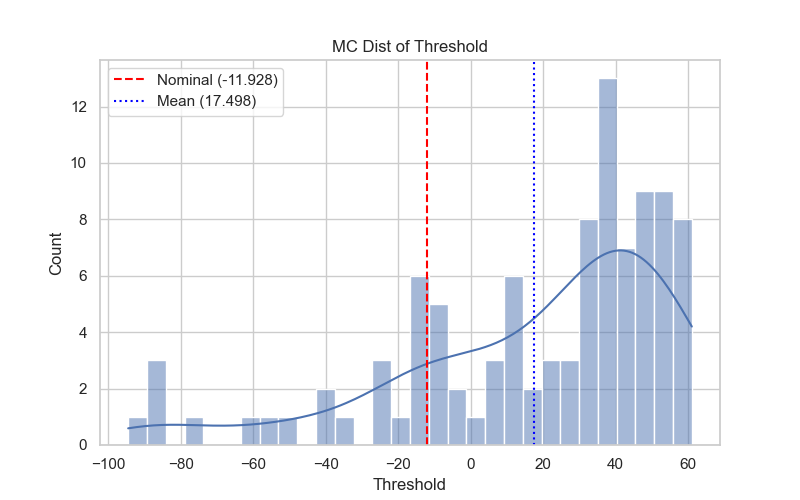 MC Dist of Threshold
Nominal (-11.928)
Mean (17.498)
Count
12
10
8
6
4
2
0
−100 −80 −60 −40 −20 0 20 40 60
Threshold